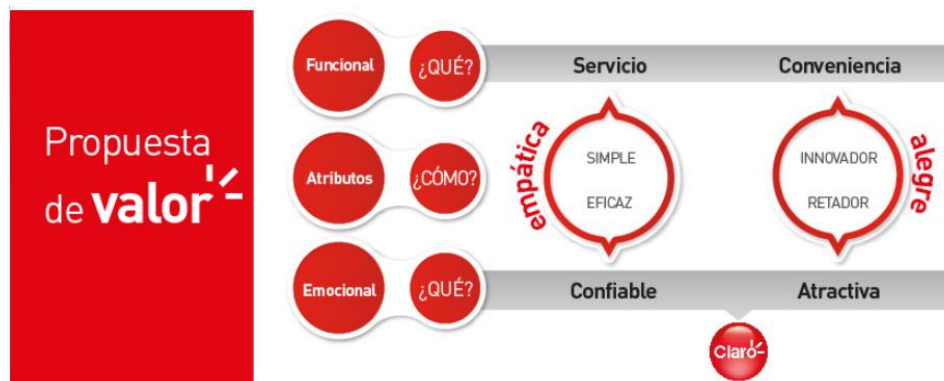 Propuesta
de valor
Funcional ¿QUÉ? Servicio Conveniencia
empática
SIMPLE
EFICAZ
INNOVADOR
RETADOR
alegre
Atributos ¿CÓMO?
Emocional ¿QUÉ? Confiable Atractiva
Claro